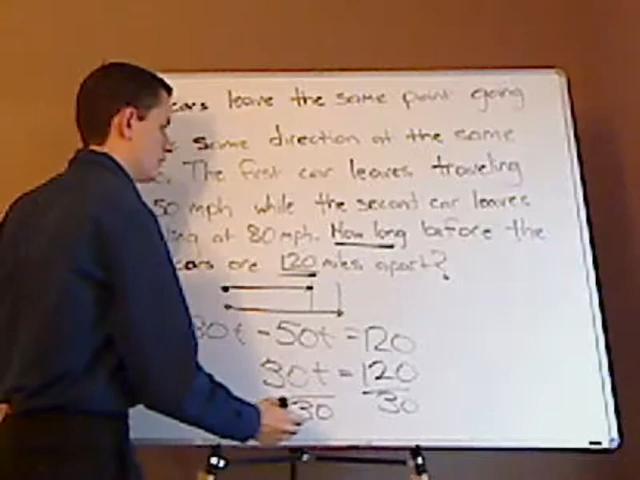 cars leave the same point going
same direction at the same
The first car leaves traveling
50 mph while the second car leaves
at 80 mph. How long before the
cars are 120 miles apart?
80t - 50t = 120
30t = 120
30 30